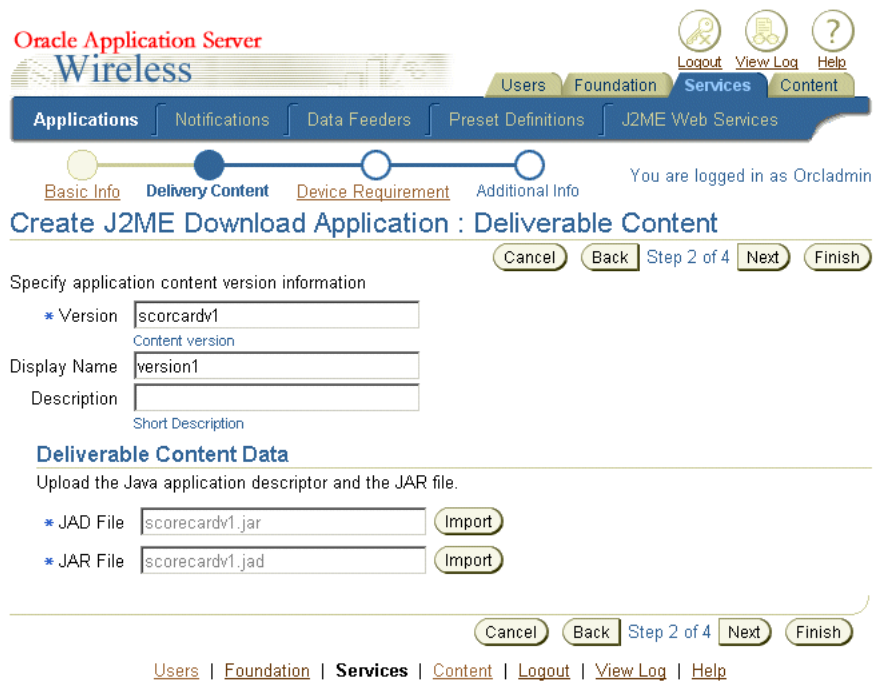 Oracle Application Server
Wireless
Logout View Log Help
Users Foundation Services Content
Applications Notifications Data Feeders Preset Definitions J2ME Web Services
Basic Info Delivery Content Device Requirement Additional Info
You are logged in as Orcladmin
Create J2ME Download Application : Deliverable Content
Cancel Back Step 2 of 4 Next Finish
Specify application content version information
* Version scorcardv1
Content version
Display Name version1
Description
Short Description
Deliverable Content Data
Upload the Java application descriptor and the JAR file.
* JAD File scorecardv1.jar Import
* JAR File scorecardv1.jad Import
Cancel Back Step 2 of 4 Next Finish
Users | Foundation | Services | Content | Logout | View Log | Help